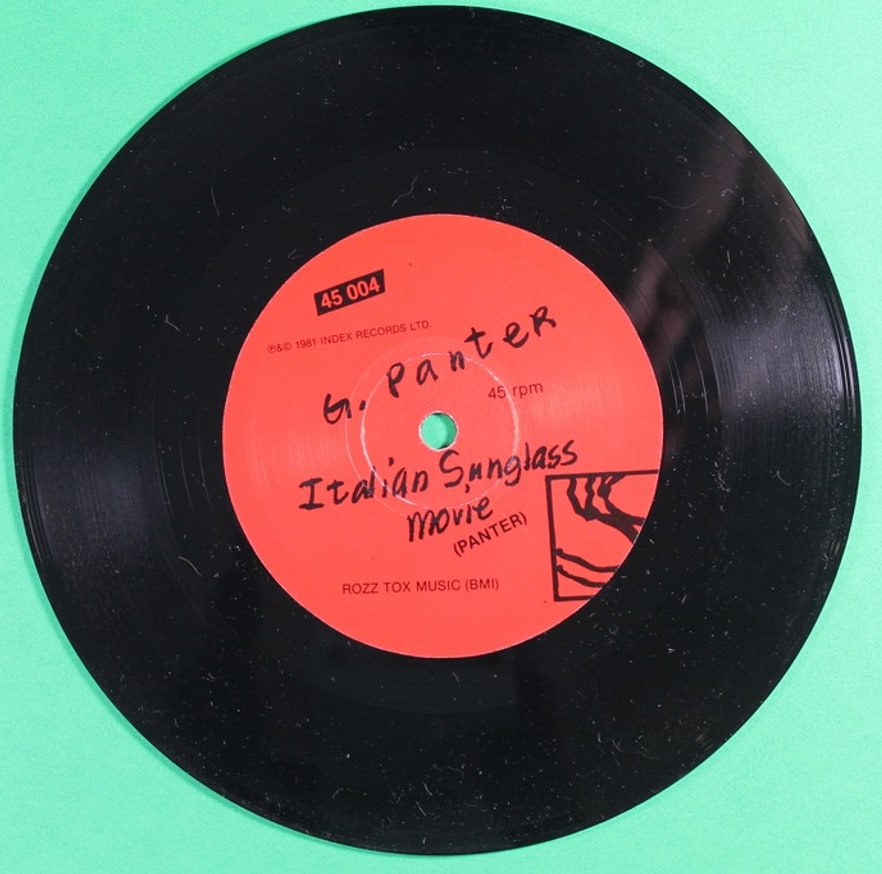 45 004
℗&© 1981 INDEX RECORDS LTD.
G. Panter
45 rpm
Italian Sunglass
movie
(PANTER)
ROZZ TOX MUSIC (BMI)